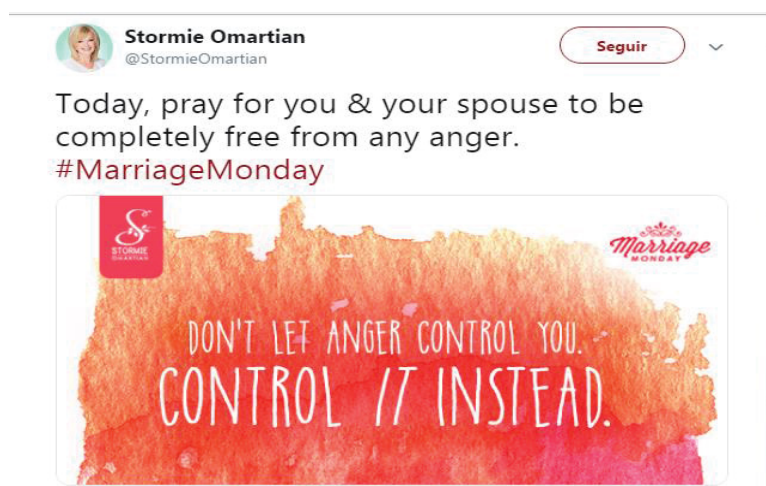 Stormie Omartian
@StormieOmartian
Seguir
Today, pray for you & your spouse to be
completely free from any anger.
#MarriageMonday
S
STORMIE
OMARTIAN
Marriage
MONDAY
DON'T LET ANGER CONTROL YOU.
CONTROL IT INSTEAD.